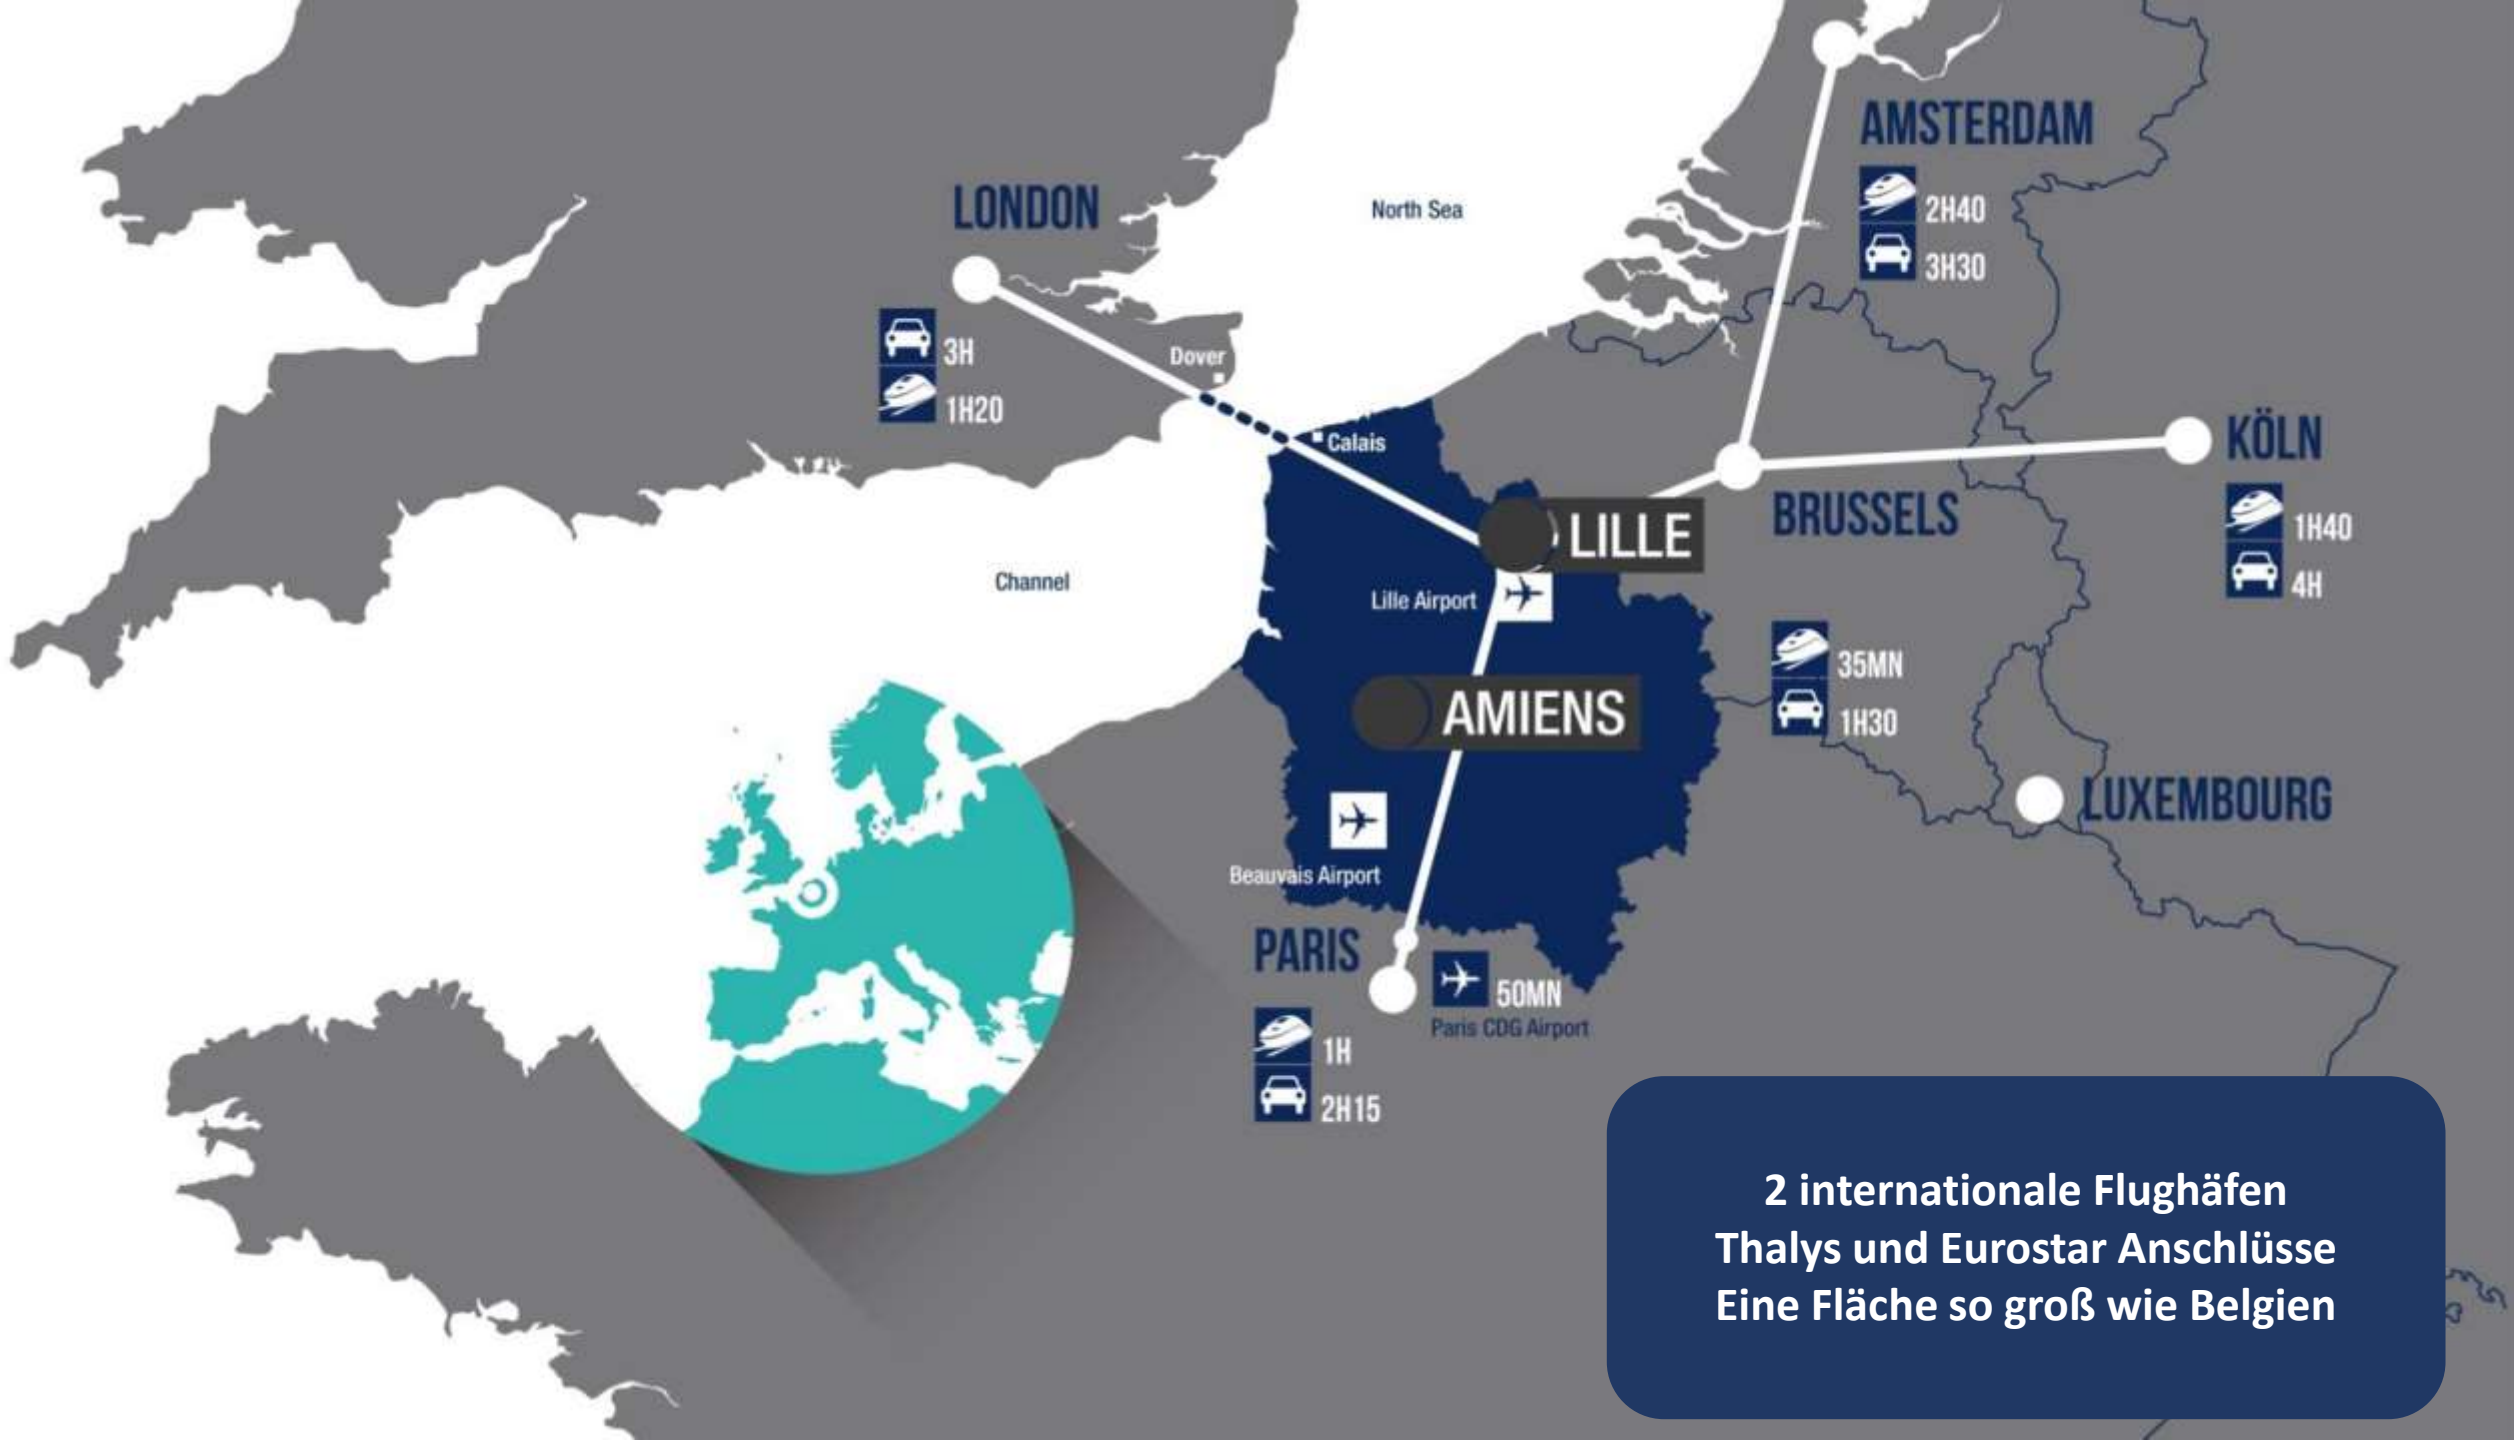 AMSTERDAM
2H40
3H30
LONDON
North Sea
3H
1H20
Dover
Calais
KÖLN
1H40
4H
BRUSSELS
35MN
1H30
LILLE
Lille Airport
Channel
AMIENS
LUXEMBOURG
Beauvais Airport
PARIS
50MN
Paris CDG Airport
1H
2H15
2 internationale Flughäfen
Thalys und Eurostar Anschlüsse
Eine Fläche so groß wie Belgien